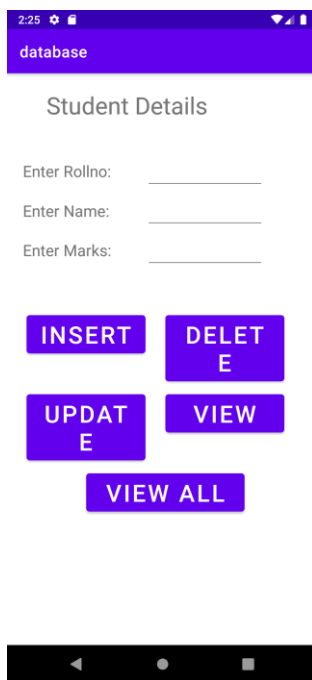 2:25
database
Student Details
Enter Rollno:
Enter Name:
Enter Marks:
INSERT
DELET
E
UPDAT
E
VIEW
VIEW ALL